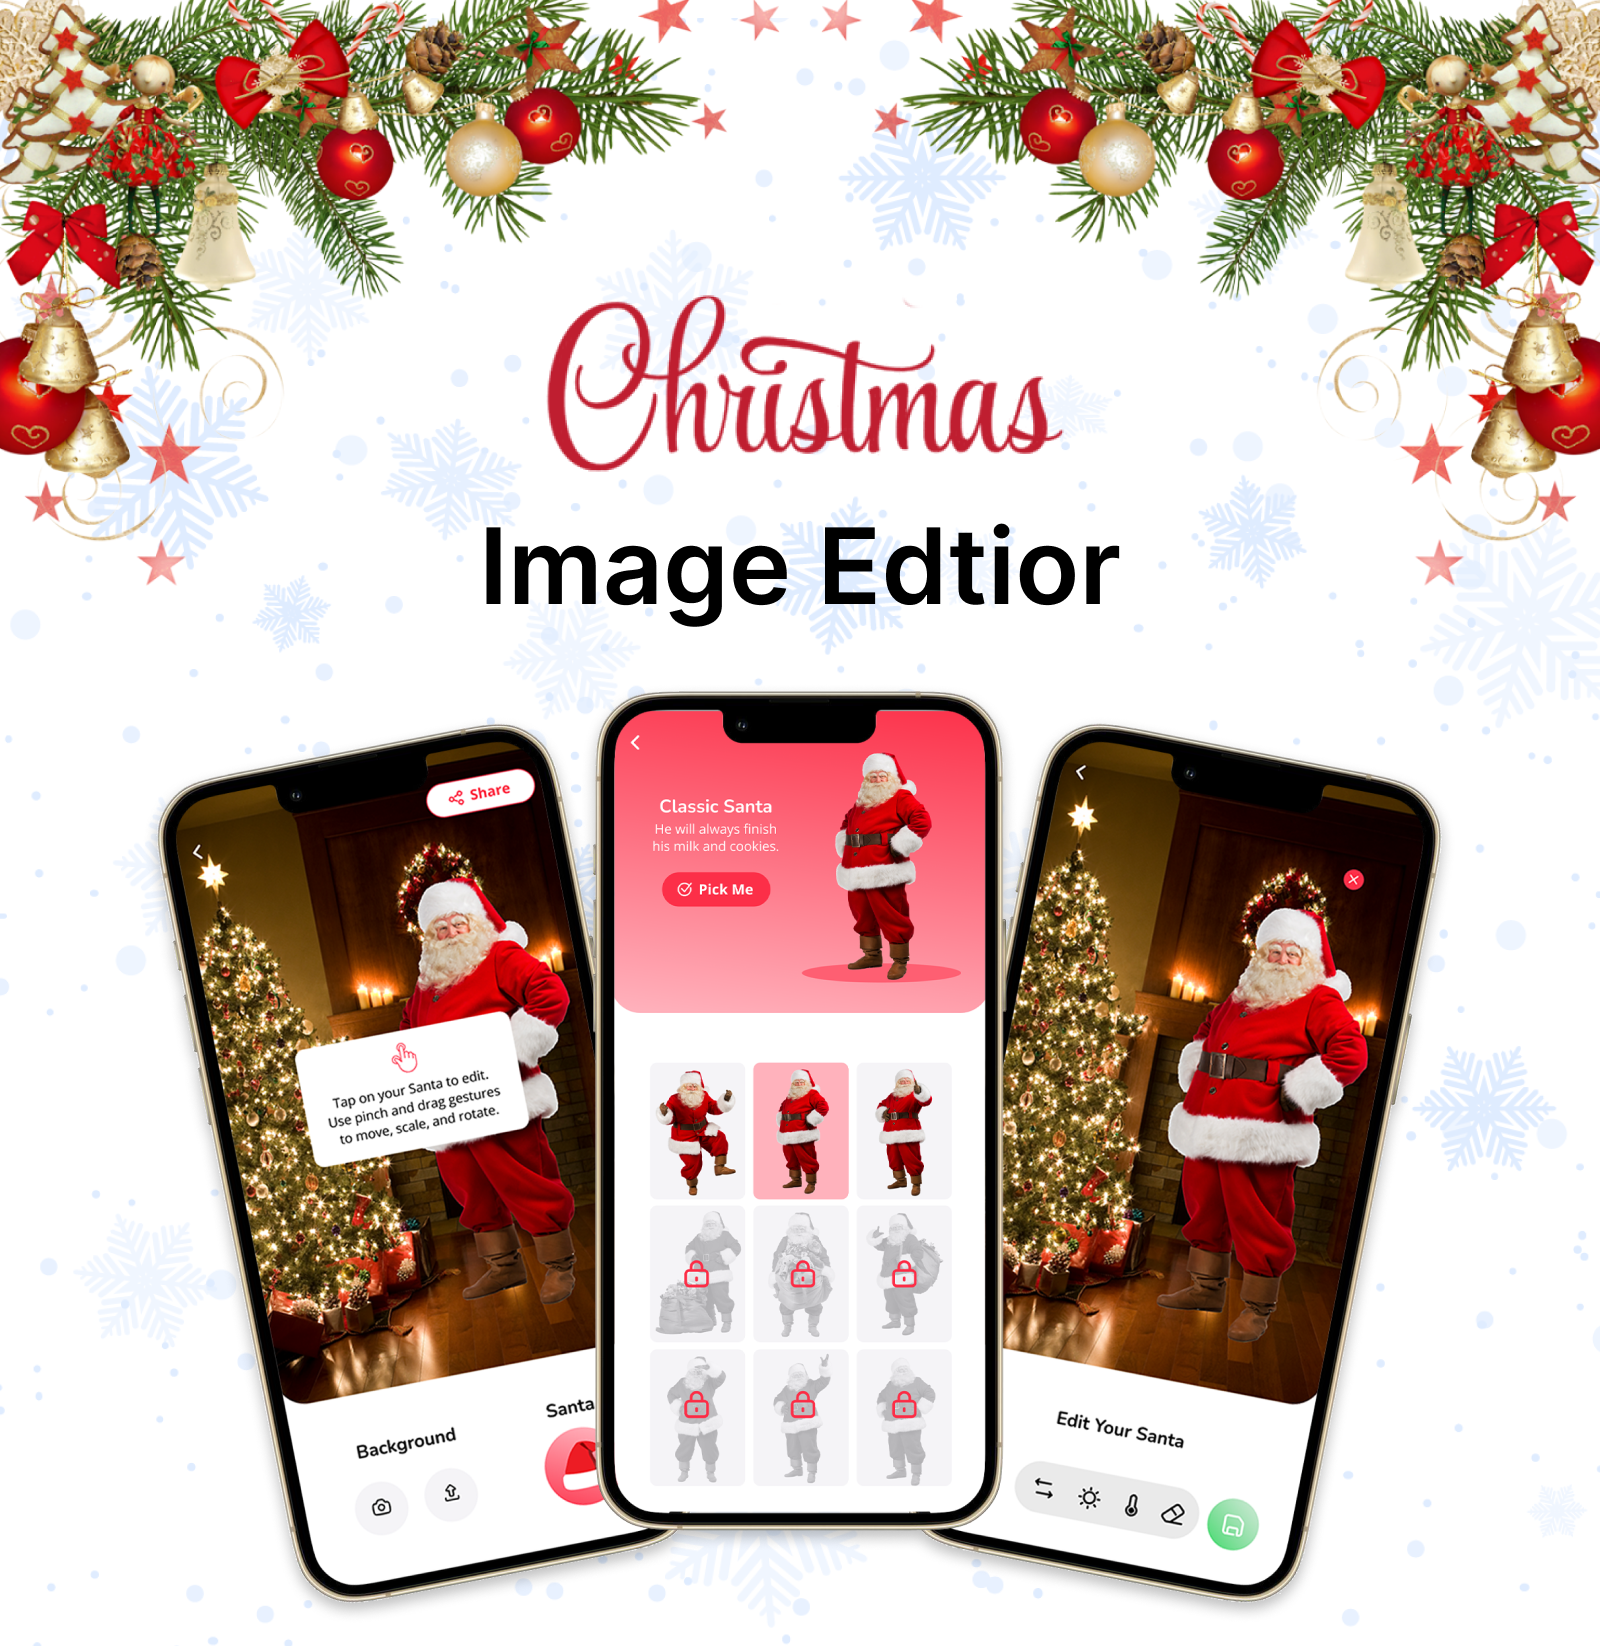 Christmas
Image Edtior
Share
Tap on your Santa to edit.
Use pinch and drag gestures
to move, scale, and rotate.
Background
Santa
Classic Santa
He will always finish
his milk and cookies.
Pick Me
Edit Your Santa